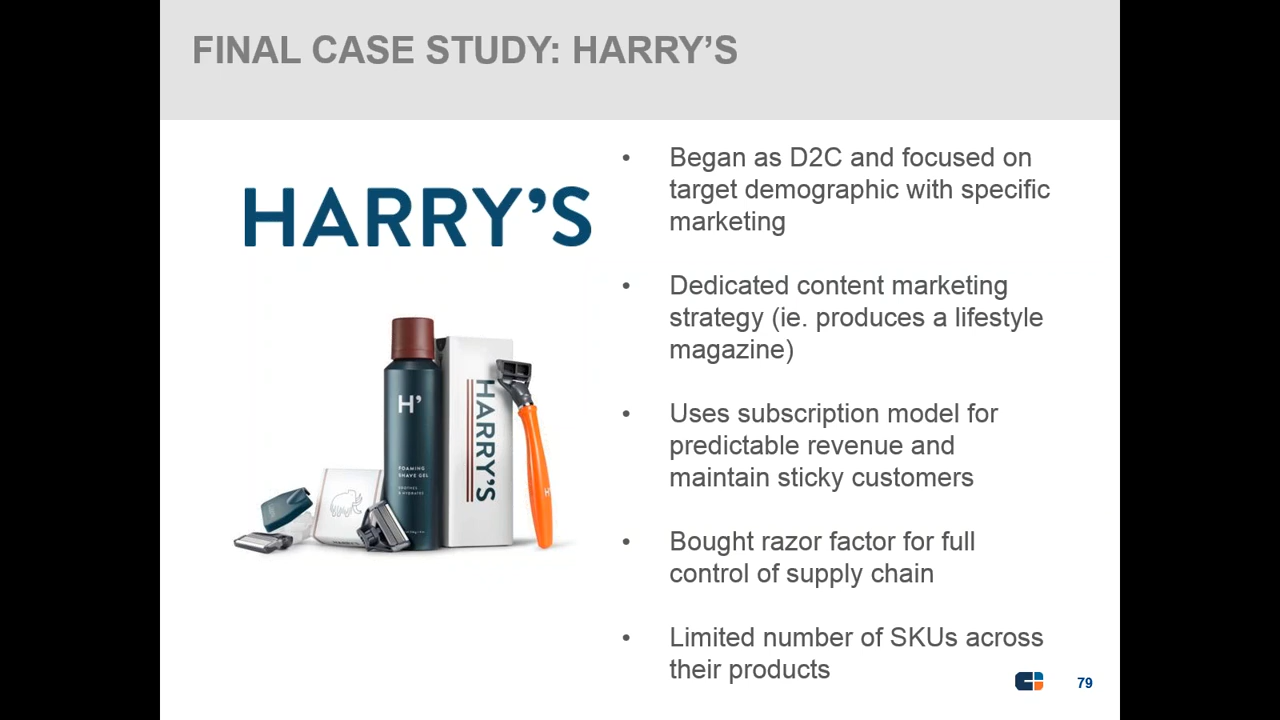 FINAL CASE STUDY: HARRY’S
HARRY’S
H’
FOAMING
SHAVE GEL
HARRY’S
• Began as D2C and focused on
target demographic with specific
marketing
• Dedicated content marketing
strategy (ie. produces a lifestyle
magazine)
• Uses subscription model for
predictable revenue and
maintain sticky customers
• Bought razor factor for full
control of supply chain
• Limited number of SKUs across
their products
79